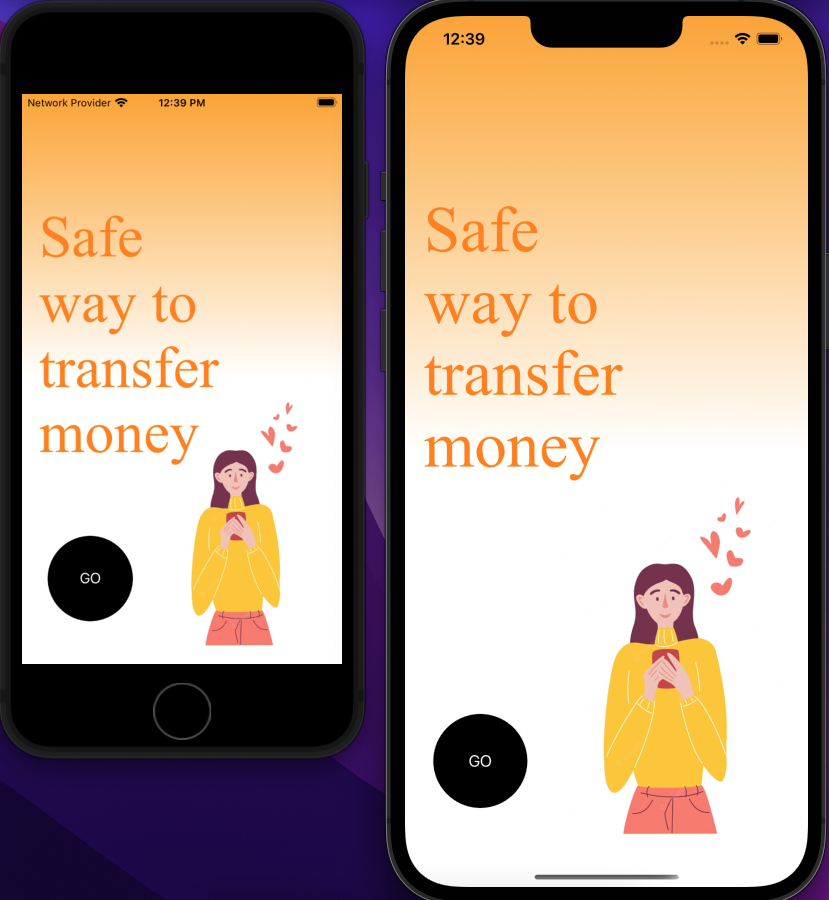 Network Provider 12:39 PM
Safe
way to
transfer
money
GO
12:39
Safe
way to
transfer
money
GO